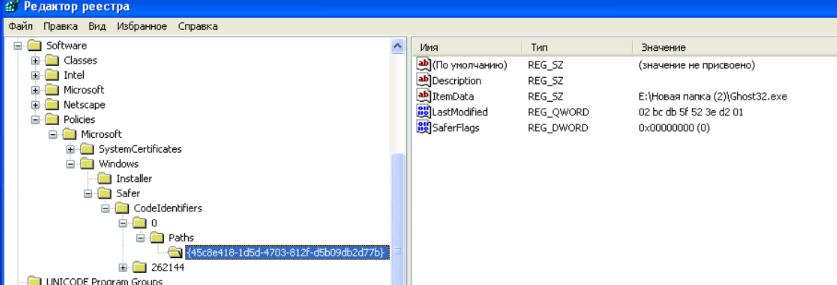 Редактор реестра
Файл Правка Вид Избранное Справка
Software
Classes
Intel
Microsoft
Netscape
Policies
Microsoft
SystemCertificates
Windows
Installer
Safer
CodeIdentifiers
0
Paths
{45c8e418-1d5d-4703-812f-d5b09db2d77b}
262144
UNICODE Program Groups
Имя Тип Значение
(По умолчанию) REG_SZ (значение не присвоено)
Description REG_SZ
ItemData REG_SZ E:\Новая папка (2)\Ghost32.exe
LastModified REG_QWORD 02 bc db 5f 52 3e d2 01
SaferFlags REG_DWORD 0x00000000 (0)